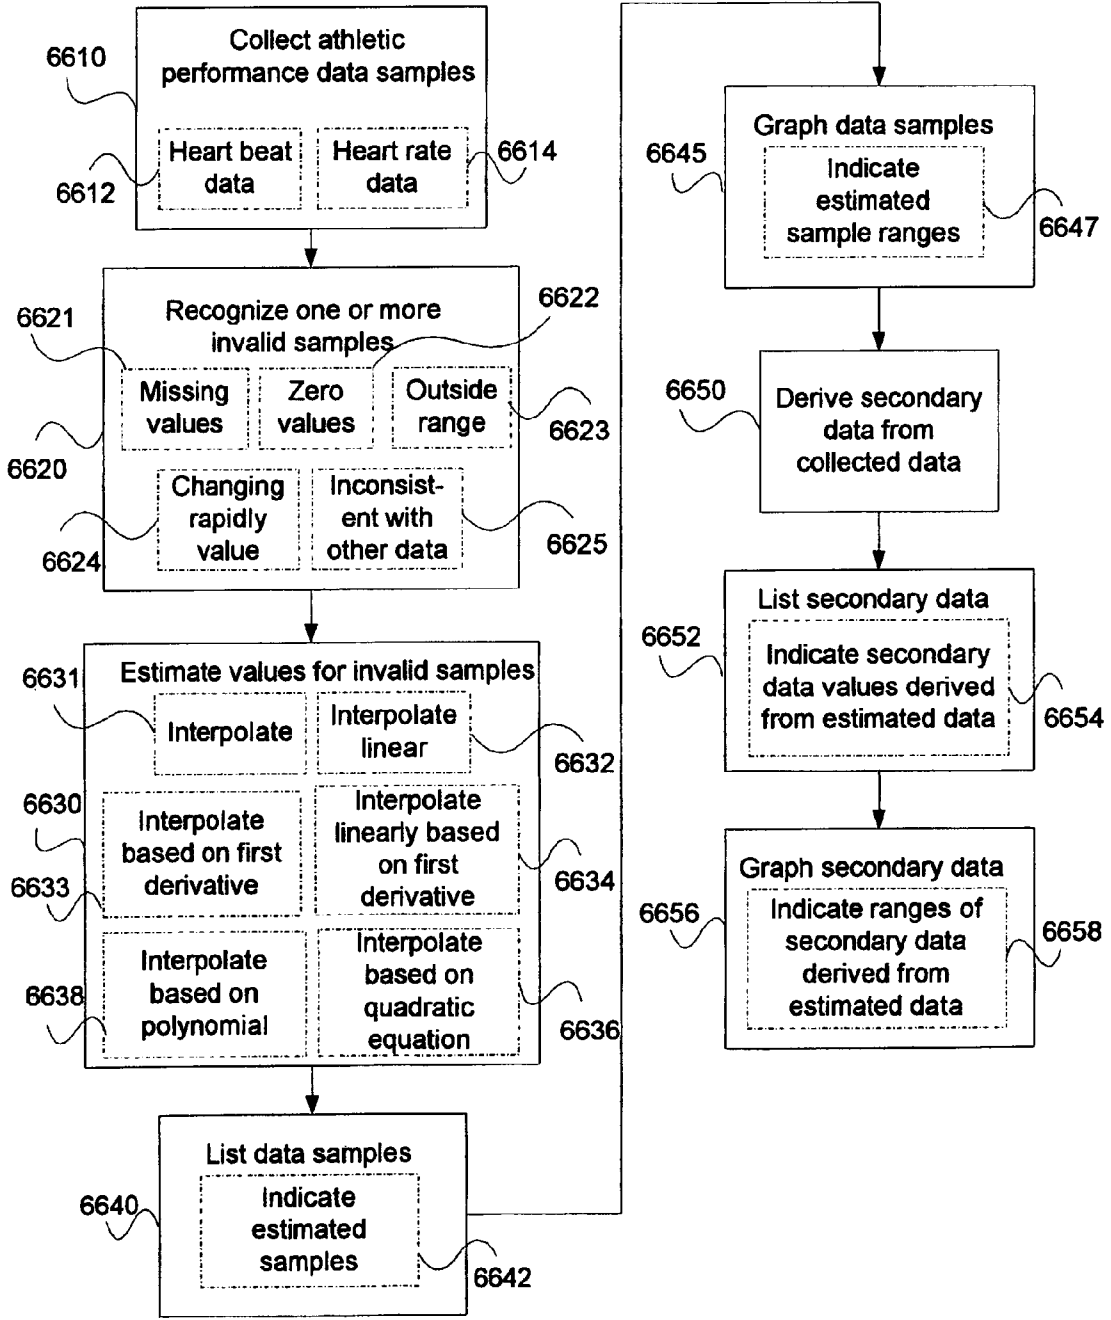 6610
Collect athletic
performance data samples
Heart beat
data
Heart rate
data
6612
6614
6620
Recognize one or more
invalid samples
6621
6622
Missing
values
Zero
values
Outside
range
6623
Changing
rapidly
value
Inconsist-
ent with
other data
6624
6625
6630
Estimate values for invalid samples
6631
Interpolate
Interpolate
linear
6632
Interpolate
based on first
derivative
6633
Interpolate
linearly based
on first
derivative
6634
Interpolate
based on
polynomial
6638
Interpolate
based on
quadratic
equation
6636
6640
List data samples
Indicate
estimated
samples
6642
6645
Graph data samples
Indicate
estimated
sample ranges
6647
6650
Derive secondary
data from
collected data
6652
List secondary data
Indicate secondary
data values derived
from estimated data
6654
6656
Graph secondary data
Indicate ranges of
secondary data
derived from
estimated data
6658